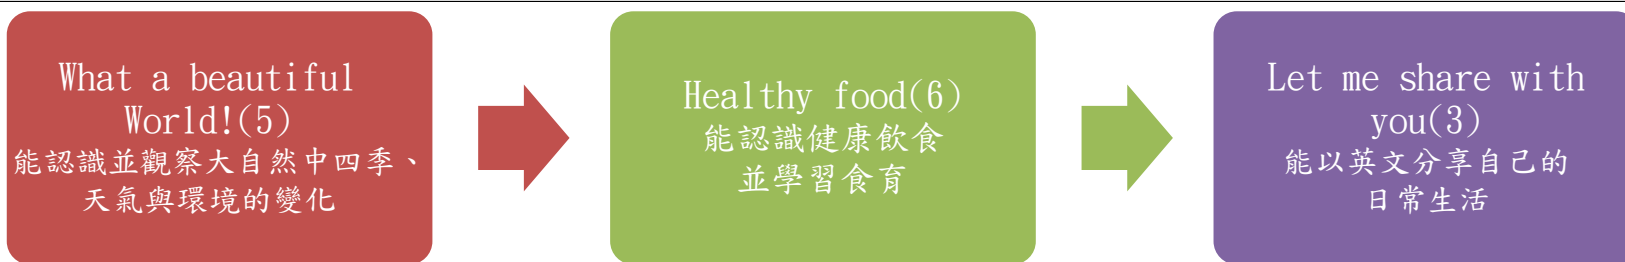 What a beautiful
World!(5)
能認識並觀察大自然中四季、
天氣與環境的變化
Healthy food(6)
能認識健康飲食
並學習食育
Let me share with
you(3)
能以英文分享自己的
日常生活